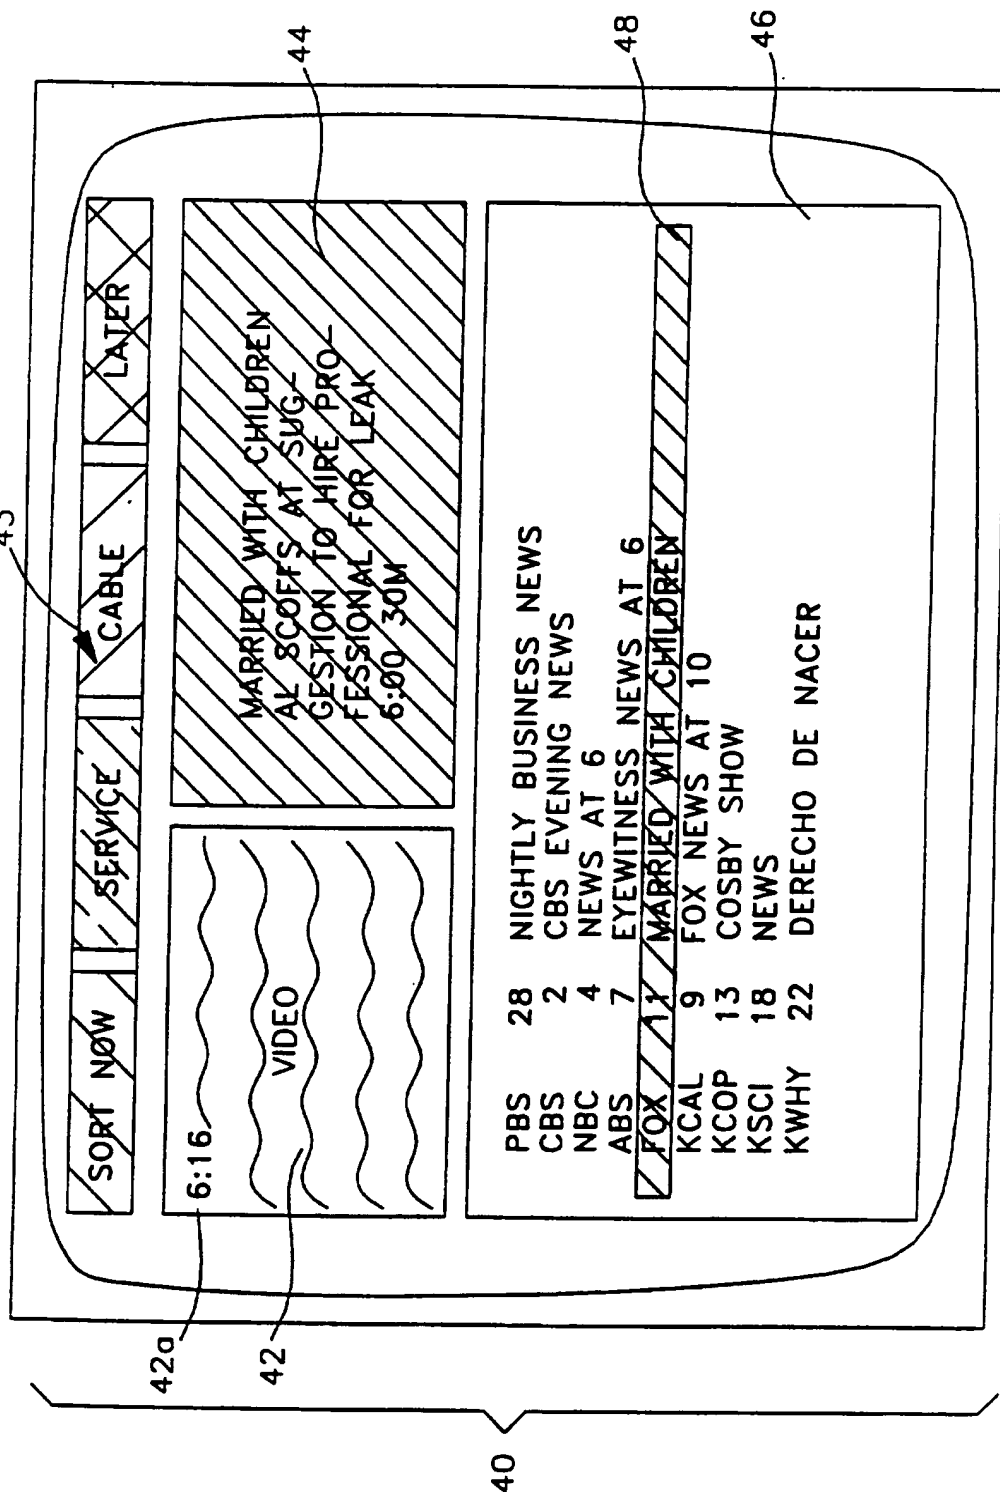 43
SORT NOW SERVICE CABLE LATER
44
42a
6:16
VIDEO
42
MARRIED WITH CHILDREN
AL SCOFFS AT SUG-
GESTION TO HIRE PRO-
FESSIONAL FOR LEAK
6:00 30M
PBS 28 NIGHTLY BUSINESS NEWS
CBS 2 CBS EVENING NEWS
NBC 4 NEWS AT 6
ABS 7 EYEWITNESS NEWS AT 6
FOX 11 MARRIED WITH CHILDREN
KCAL 9 FOX NEWS AT 10
KCOP 13 COSBY SHOW
KSCI 18 NEWS
KWHY 22 DERECHO DE NACER
48
46
40